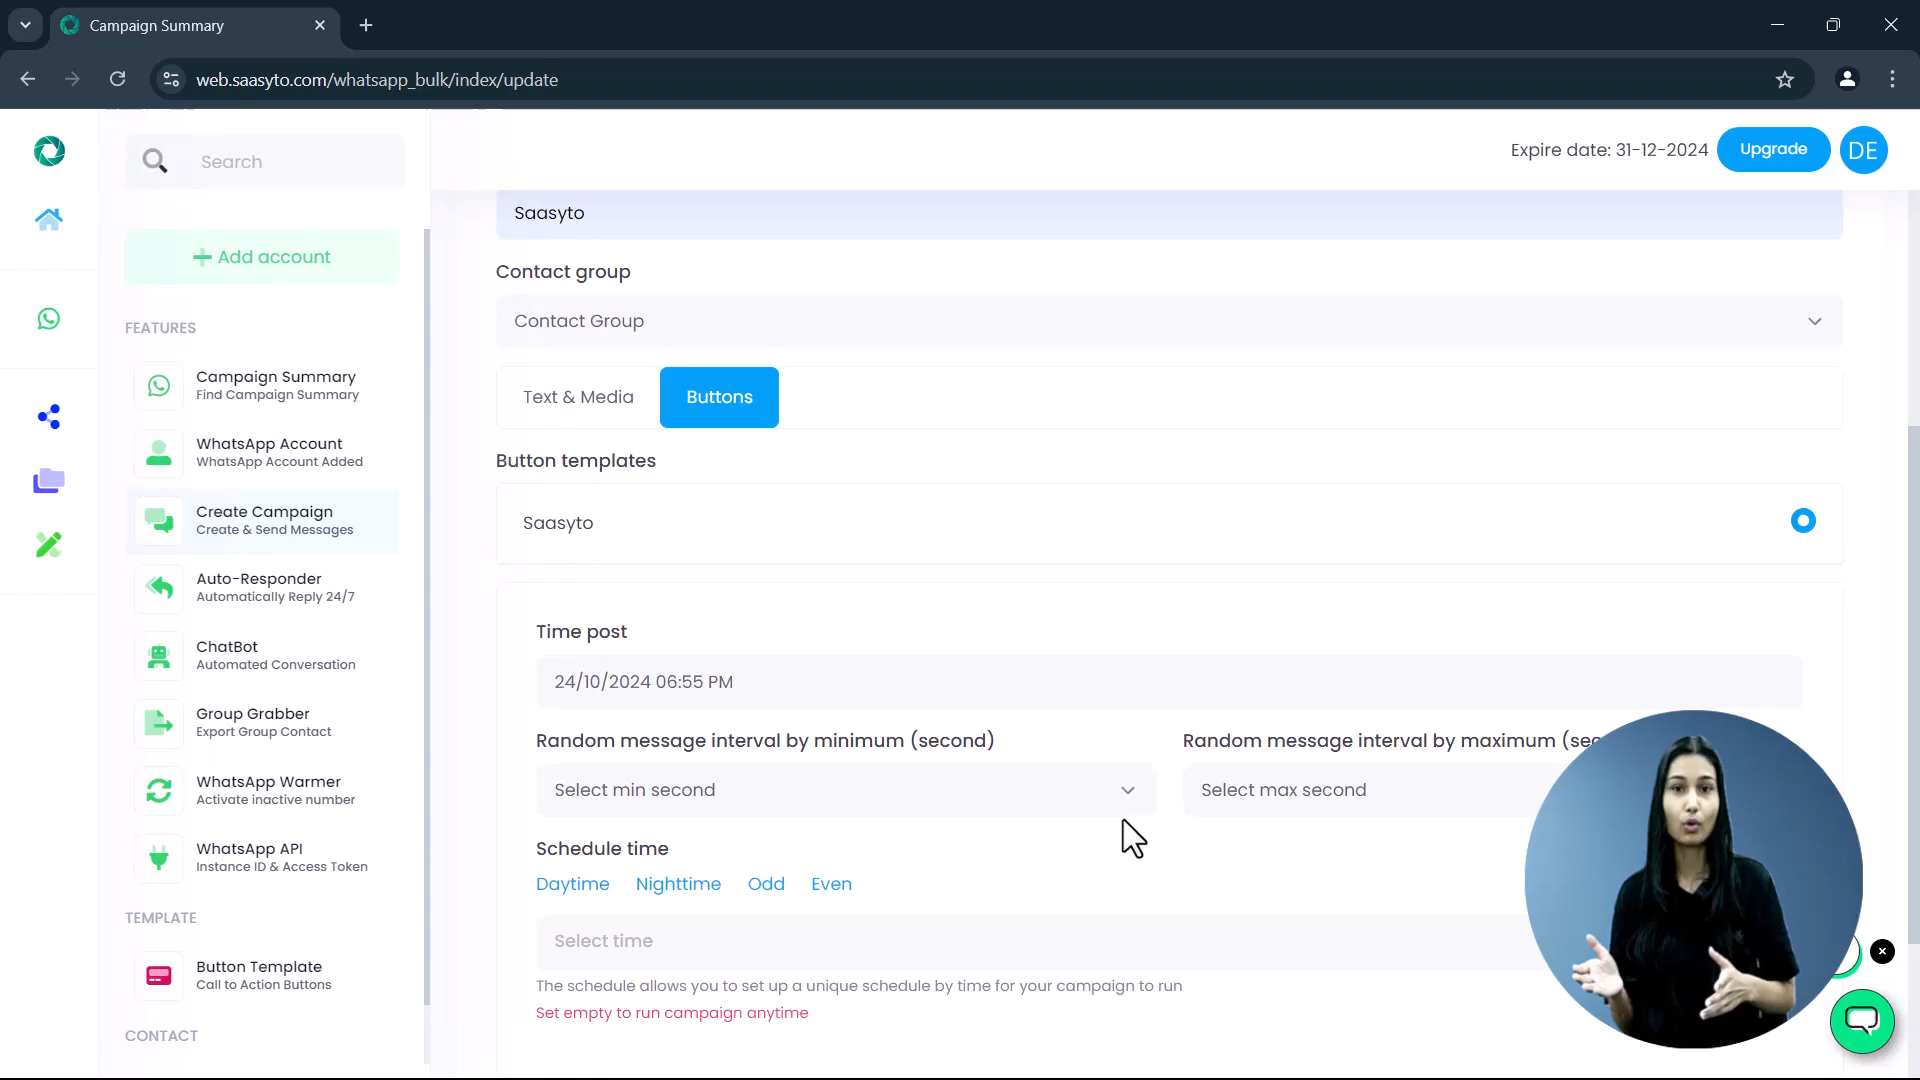 Campaign Summary
web.saasyto.com/whatsapp_bulk/index/update
Search
Expire date: 31-12-2024
Upgrade
DE
Add account
FEATURES
Campaign Summary
Find Campaign Summary
WhatsApp Account
WhatsApp Account Added
Create Campaign
Create & Send Messages
Auto-Responder
Automatically Reply 24/7
ChatBot
Automated Conversation
Group Grabber
Export Group Contact
WhatsApp Warmer
Activate inactive number
WhatsApp API
Instance ID & Access Token
TEMPLATE
Button Template
Call to Action Buttons
CONTACT
Saasyto
Contact group
Contact Group
Text & Media
Buttons
Button templates
Saasyto
Time post
24/10/2024 06:55 PM
Random message interval by minimum (second)
Select min second
Random message interval by maximum
Select max second
Schedule time
Daytime Nighttime Odd Even
Select time
The schedule allows you to set up a unique schedule by time for your campaign to run
Set empty to run campaign anytime